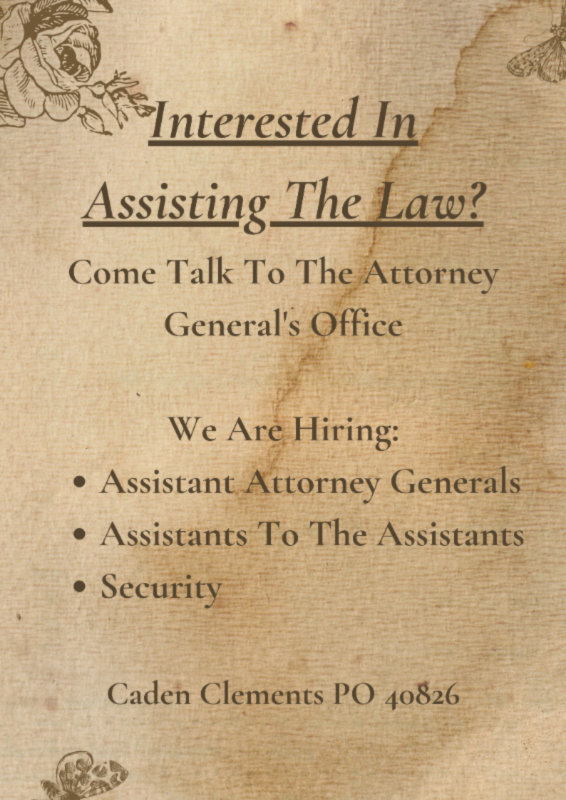 Interested In
Assisting The Law?
Come Talk To The Attorney
General's Office
We Are Hiring:
• Assistant Attorney Generals
• Assistants To The Assistants
• Security
Caden Clements PO 40826